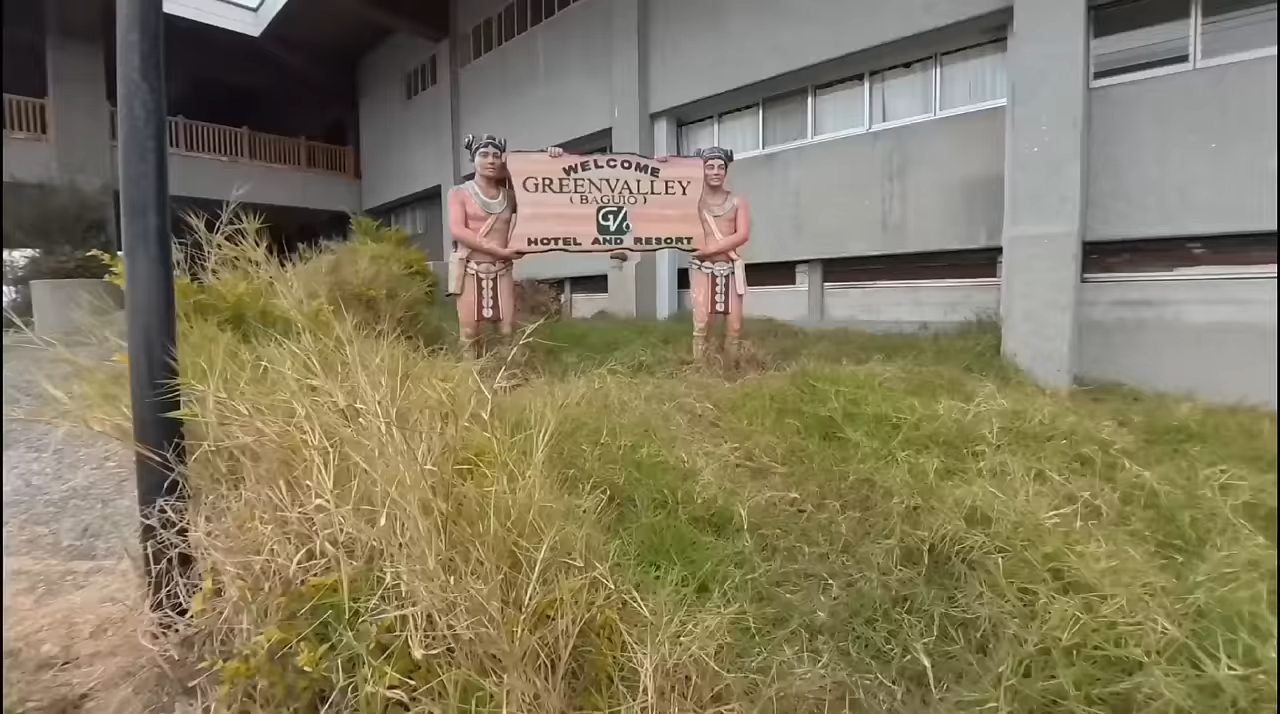 WELCOME
GREENVALLEY
( BAGUIO )
GV
HOTEL AND RESORT